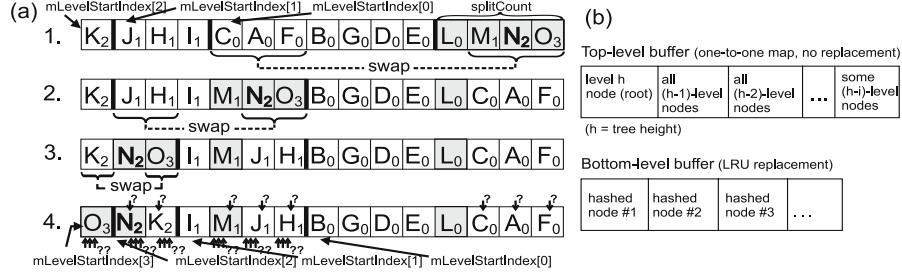 (a)
mLevelStartIndex[2] mLevelStartIndex[1] mLevelStartIndex[0] splitCount
1. K2 J1 H1 I1 C0 A0 F0 B0 G0 D0 E0 L0 M1 N2 O3
swap
2. K2 J1 H1 I1 M1 N2 O3 B0 G0 D0 E0 L0 C0 A0 F0
swap
3. K2 N2 O3 I1 M1 J1 H1 B0 G0 D0 E0 L0 C0 A0 F0
swap
? ? ? ? ? ? ? ?
4. O3 N2 K2 I1 M1 J1 H1 B0 G0 D0 E0 L0 C0 A0 F0
?? ?? ?? ?? ?? ??
mLevelStartIndex[3] mLevelStartIndex[2] mLevelStartIndex[1] mLevelStartIndex[0]
(b)
Top-level buffer (one-to-one map, no replacement)
level h all all some
node (root) (h-1)-level (h-2)-level ... (h-i)-level
nodes nodes nodes
(h = tree height)
Bottom-level buffer (LRU replacement)
hashed hashed hashed
node #1 node #2 node #3 ...